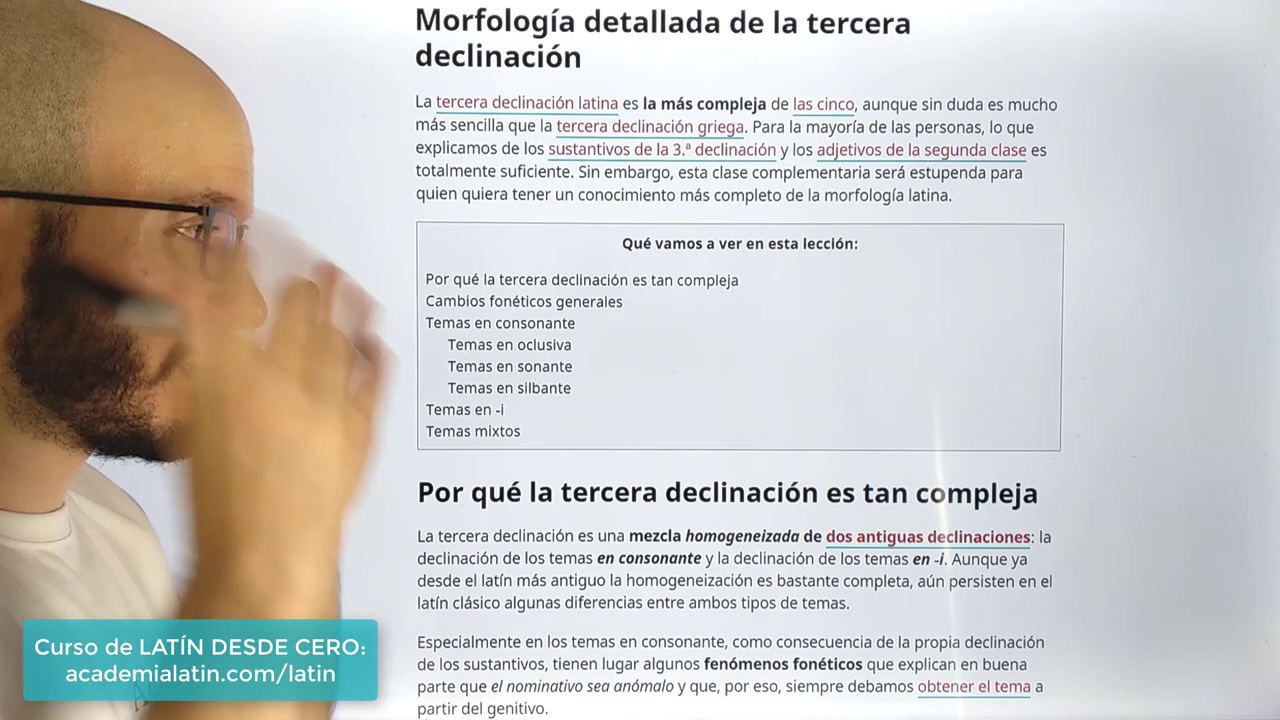 Morfología detallada de la tercera
declinación
La tercera declinación latina es la más compleja de las cinco, aunque sin duda es mucho
más sencilla que la tercera declinación griega. Para la mayoría de las personas, lo que
explicamos de los sustantivos de la 3.ª declinación y los adjetivos de la segunda clase es
totalmente suficiente. Sin embargo, esta clase complementaria será estupenda para
quien quiera tener un conocimiento más completo de la morfología latina.
Qué vamos a ver en esta lección:
Por qué la tercera declinación es tan compleja
Cambios fonéticos generales
Temas en consonante
Temas en oclusiva
Temas en sonante
Temas en silbante
Temas en -i
Temas mixtos
Por qué la tercera declinación es tan compleja
La tercera declinación es una mezcla homogeneizada de dos antiguas declinaciones: la
declinación de los temas en consonante y la declinación de los temas en -i. Aunque ya
desde el latín más antiguo la homogeneización es bastante completa, aún persisten en el
latín clásico algunas diferencias entre ambos tipos de temas.
Especialmente en los temas en consonante, como consecuencia de la propia declinación
de los sustantivos, tienen lugar algunos fenómenos fonéticos que explican en buena
parte que el nominativo sea anómalo y que, por eso, siempre debamos obtener el tema a
partir del genitivo.
Curso de LATÍN DESDE CERO:
academialatin.com/latin